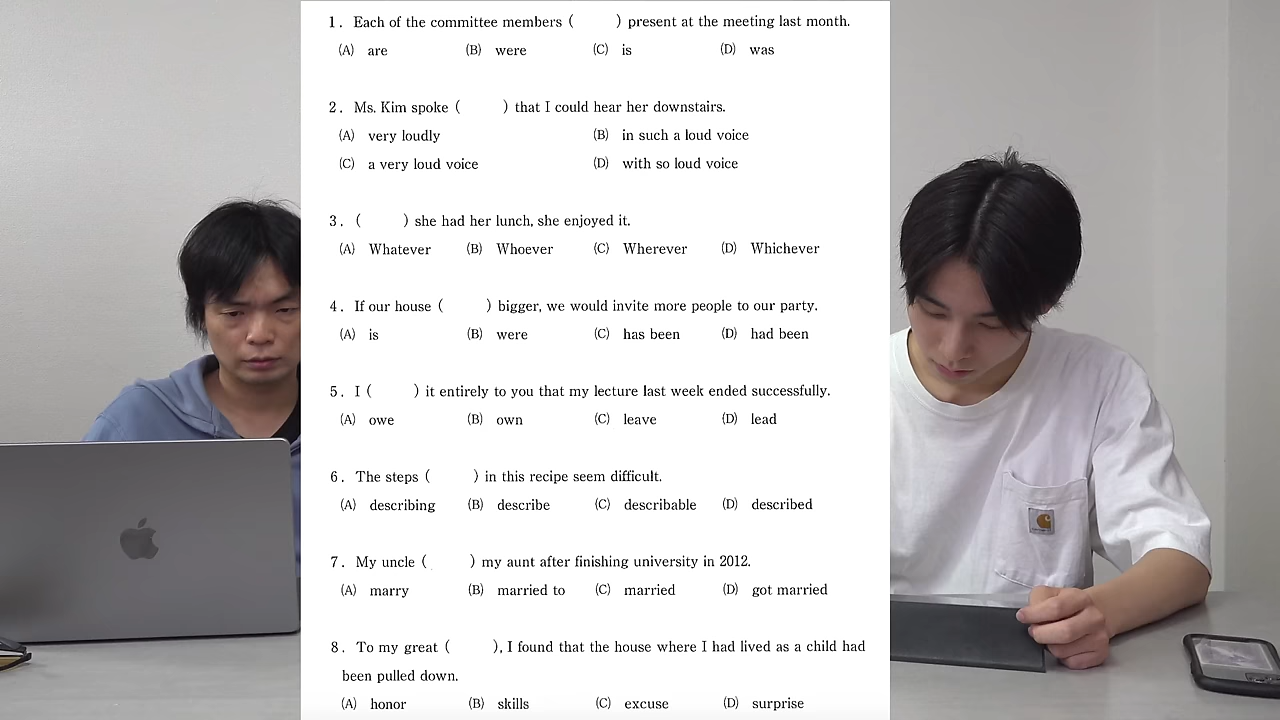 1. Each of the committee members (      ) present at the meeting last month.
(A) are (B) were (C) is (D) was
2. Ms. Kim spoke (      ) that I could hear her downstairs.
(A) very loudly (B) in such a loud voice
(C) a very loud voice (D) with so loud voice
3. (      ) she had her lunch, she enjoyed it.
(A) Whatever (B) Whoever (C) Wherever (D) Whichever
4. If our house (      ) bigger, we would invite more people to our party.
(A) is (B) were (C) has been (D) had been
5. I (      ) it entirely to you that my lecture last week ended successfully.
(A) owe (B) own (C) leave (D) lead
6. The steps (      ) in this recipe seem difficult.
(A) describing (B) describe (C) describable (D) described
7. My uncle (      ) my aunt after finishing university in 2012.
(A) marry (B) married to (C) married (D) got married
8. To my great (      ), I found that the house where I had lived as a child had
been pulled down.
(A) honor (B) skills (C) excuse (D) surprise